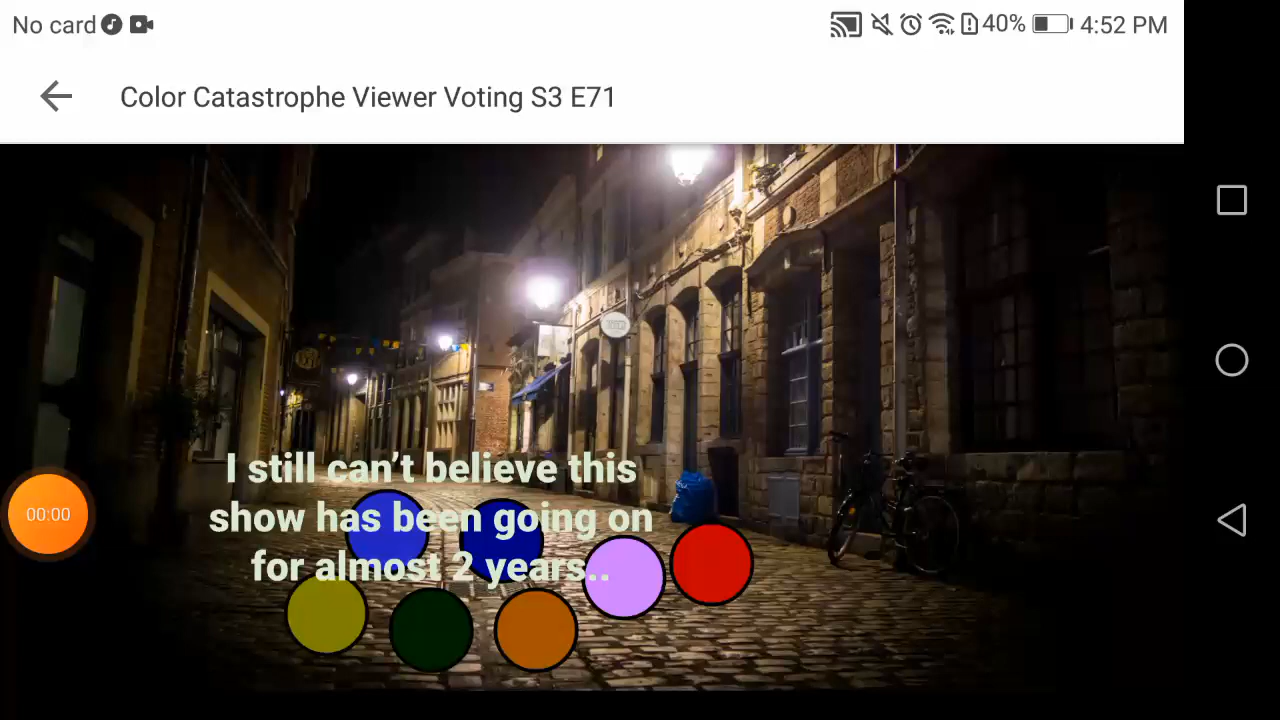 No card
40%
4:52 PM
Color Catastrophe Viewer Voting S3 E71
I still can’t believe this
show has been going on
for almost 2 years..
00:00